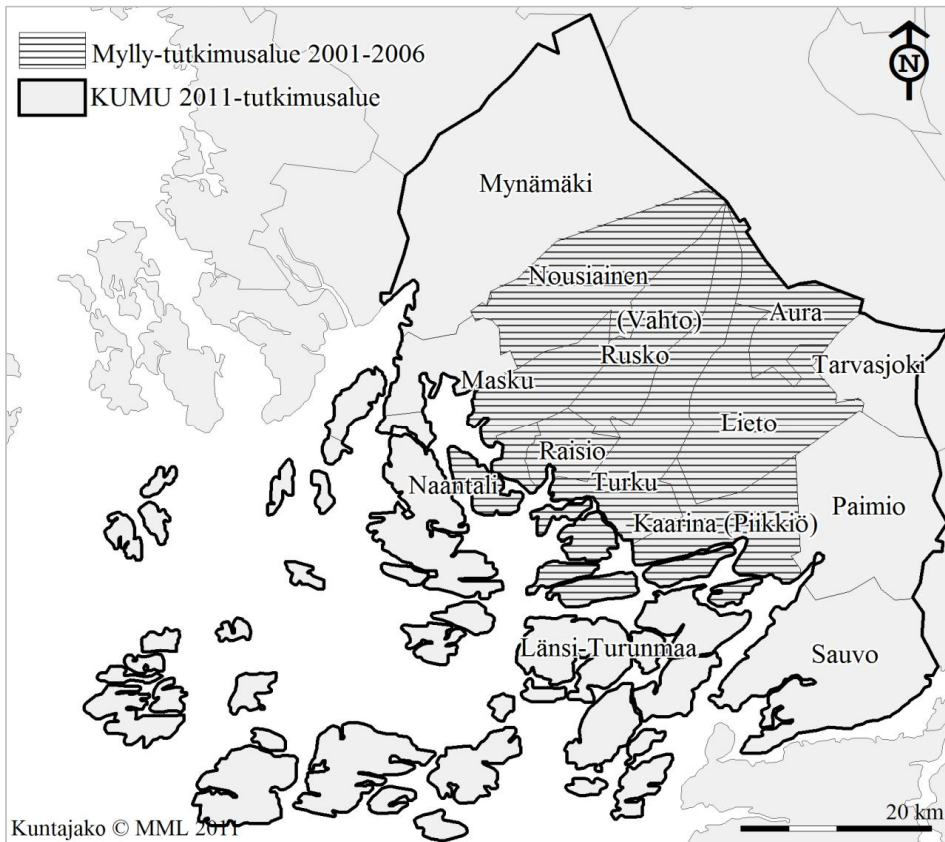 Mylly-tutkimusalue 2001-2006
KUMU 2011-tutkimusalue
N
Mynämäki
Nousiainen
(Vahto)
Aura
Rusko
Tarvasjoki
Masku
Lieto
Raisio
Naantali
Turku
Paimio
Kaarina (Piikkiö)
Länsi-Turunmaa
Sauvo
Kuntajako © MML 2011
20 km